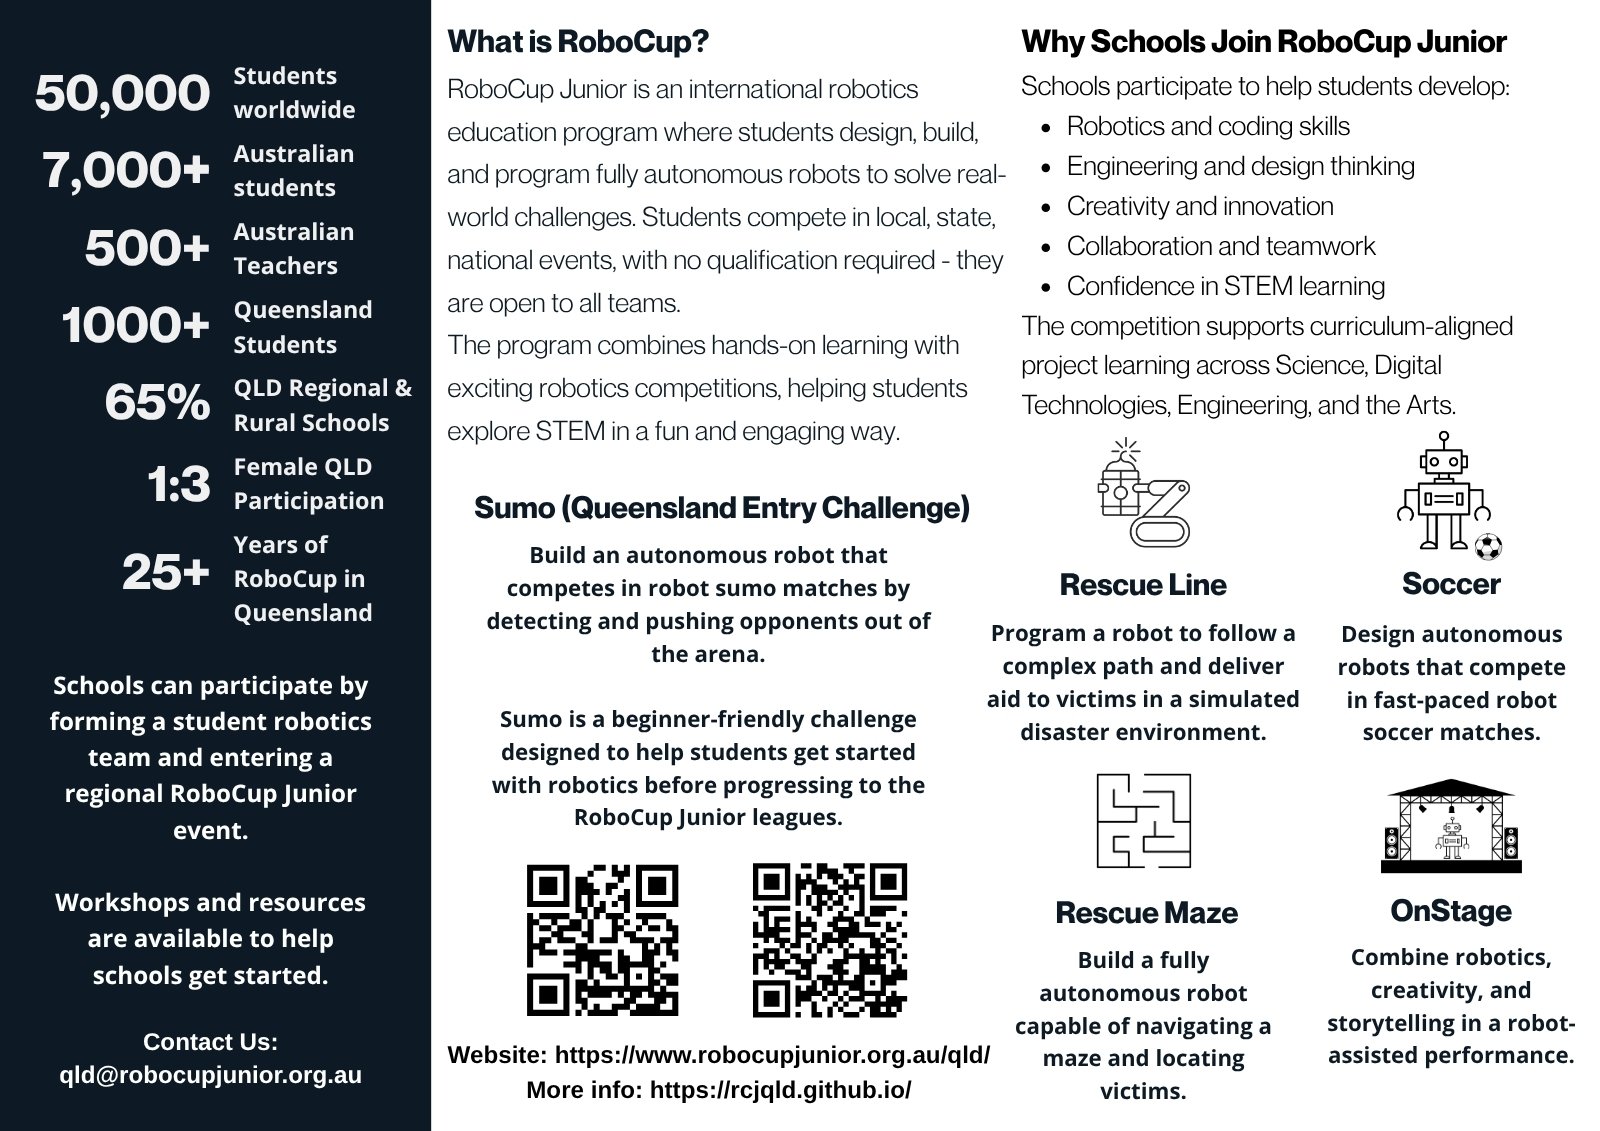 50,000 Students
worldwide
7,000+ Australian
students
500+ Australian
Teachers
1000+ Queensland
Students
65% QLD Regional &
Rural Schools
1:3 Female QLD
Participation
25+ Years of
RoboCup in
Queensland
Schools can participate by
forming a student robotics
team and entering a
regional RoboCup Junior
event.
Workshops and resources
are available to help
schools get started.
Contact Us:
qld@robocupjunior.org.au
What is RoboCup?
RoboCup Junior is an international robotics
education program where students design, build,
and program fully autonomous robots to solve real-
world challenges. Students compete in local, state,
national events, with no qualification required - they
are open to all teams.
The program combines hands-on learning with
exciting robotics competitions, helping students
explore STEM in a fun and engaging way.
Sumo (Queensland Entry Challenge)
Build an autonomous robot that
competes in robot sumo matches by
detecting and pushing opponents out of
the arena.
Sumo is a beginner-friendly challenge
designed to help students get started
with robotics before progressing to the
RoboCup Junior leagues.
Website: https://www.robocupjunior.org.au/qld/
More info: https://rcjqld.github.io/
Why Schools Join RoboCup Junior
Schools participate to help students develop:
• Robotics and coding skills
• Engineering and design thinking
• Creativity and innovation
• Collaboration and teamwork
• Confidence in STEM learning
The competition supports curriculum-aligned
project learning across Science, Digital
Technologies, Engineering, and the Arts.
Rescue Line
Program a robot to follow a
complex path and deliver
aid to victims in a simulated
disaster environment.
Soccer
Design autonomous
robots that compete
in fast-paced robot
soccer matches.
Rescue Maze
Build a fully
autonomous robot
capable of navigating a
maze and locating
victims.
OnStage
Combine robotics,
creativity, and
storytelling in a robot-
assisted performance.